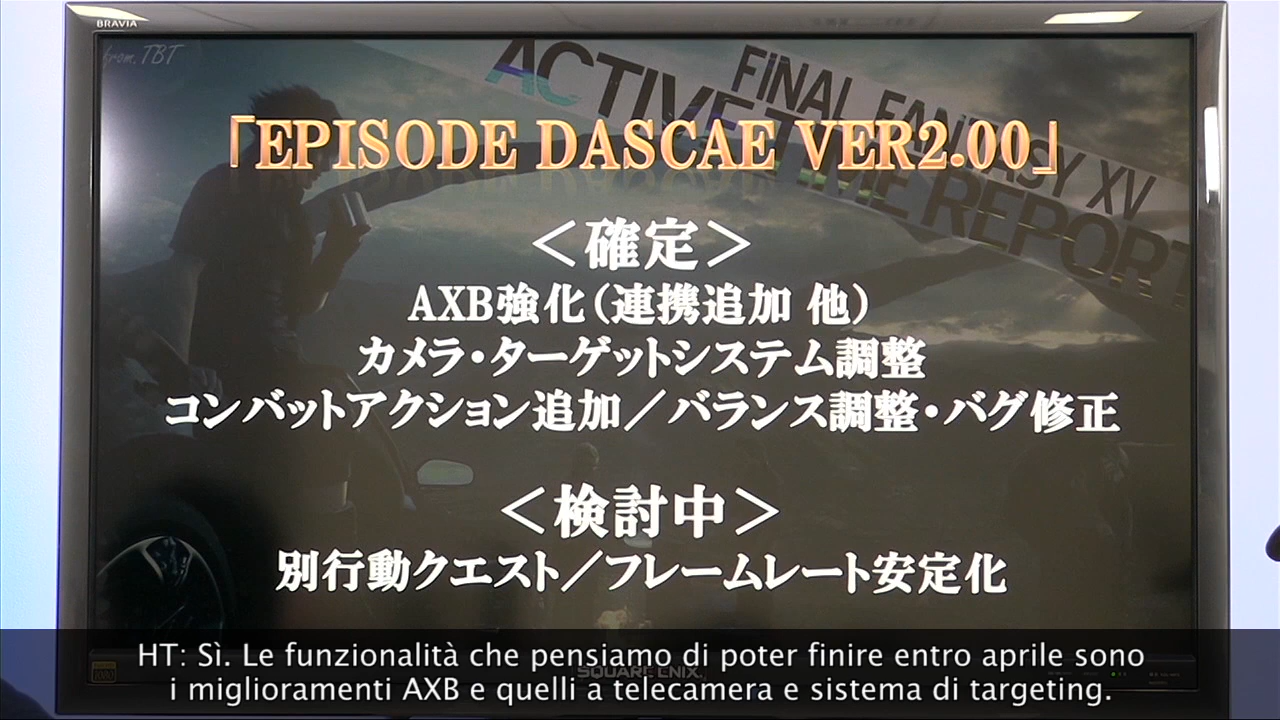 BRAVIA
from. TBT
FINAL FANTASY XV
ACTIVE TIME REPORT
『EPISODE DASCAE VER2.00』
＜確定＞
AXB強化（連携追加 他）
カメラ・ターゲットシステム調整
コンバットアクション追加／バランス調整・バグ修正
＜検討中＞
別行動クエスト／フレームレート安定化
SQUARE ENIX
HT: Sì. Le funzionalità che pensiamo di poter finire entro aprile sono
i miglioramenti AXB e quelli a telecamera e sistema di targeting.